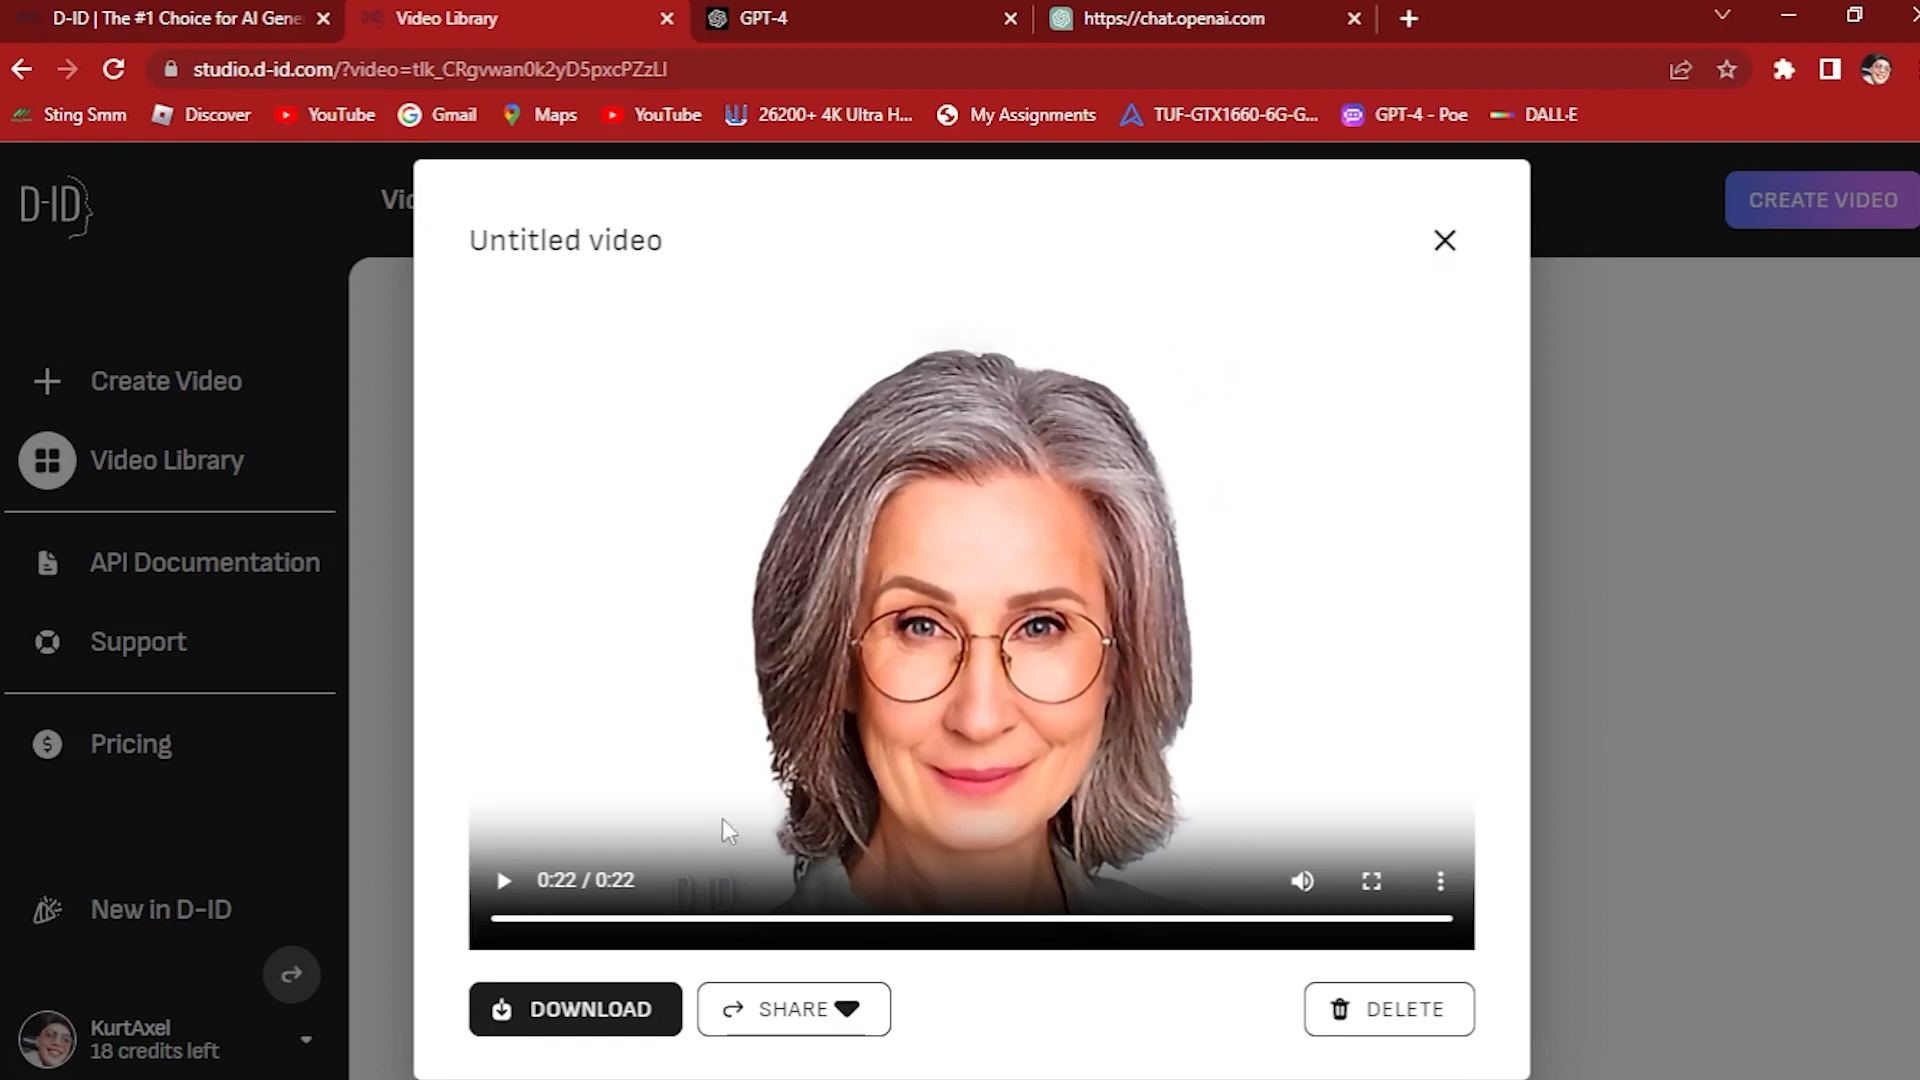 D-ID | The #1 Choice for AI Gene
Video Library
GPT-4
https://chat.openai.com
studio.d-id.com/?video=tlk_CRgvwan0k2yD5pxcPZzLl
Sting Smm
Discover
YouTube
Gmail
Maps
YouTube
26200+ 4K Ultra H...
My Assignments
TUF-GTX1660-6G-G...
GPT-4 - Poe
DALL·E
D-ID
Vid
CREATE VIDEO
Untitled video
Create Video
Video Library
API Documentation
Support
Pricing
New in D-ID
KurtAxel
18 credits left
D-ID
0:22 / 0:22
DOWNLOAD
SHARE
DELETE